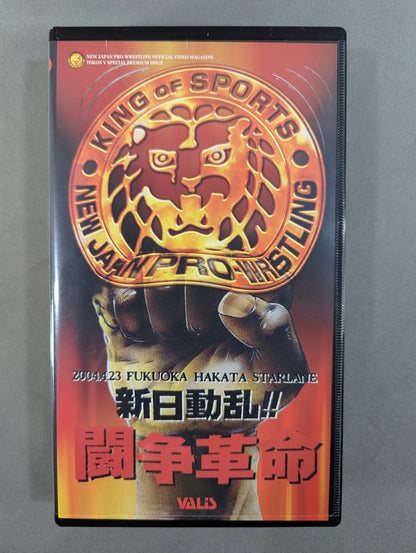 NEW JAPAN PRO-WRESTLING OFFICIAL VIDEO MAGAZINE
TOKON V SPECIAL PREMIUM ISSUE
KING OF SPORTS
NEW JAPAN PRO-WRESTLING
2004.4.23 FUKUOKA HAKATA STARLANE
新日動乱!!
闘争革命
VALiS